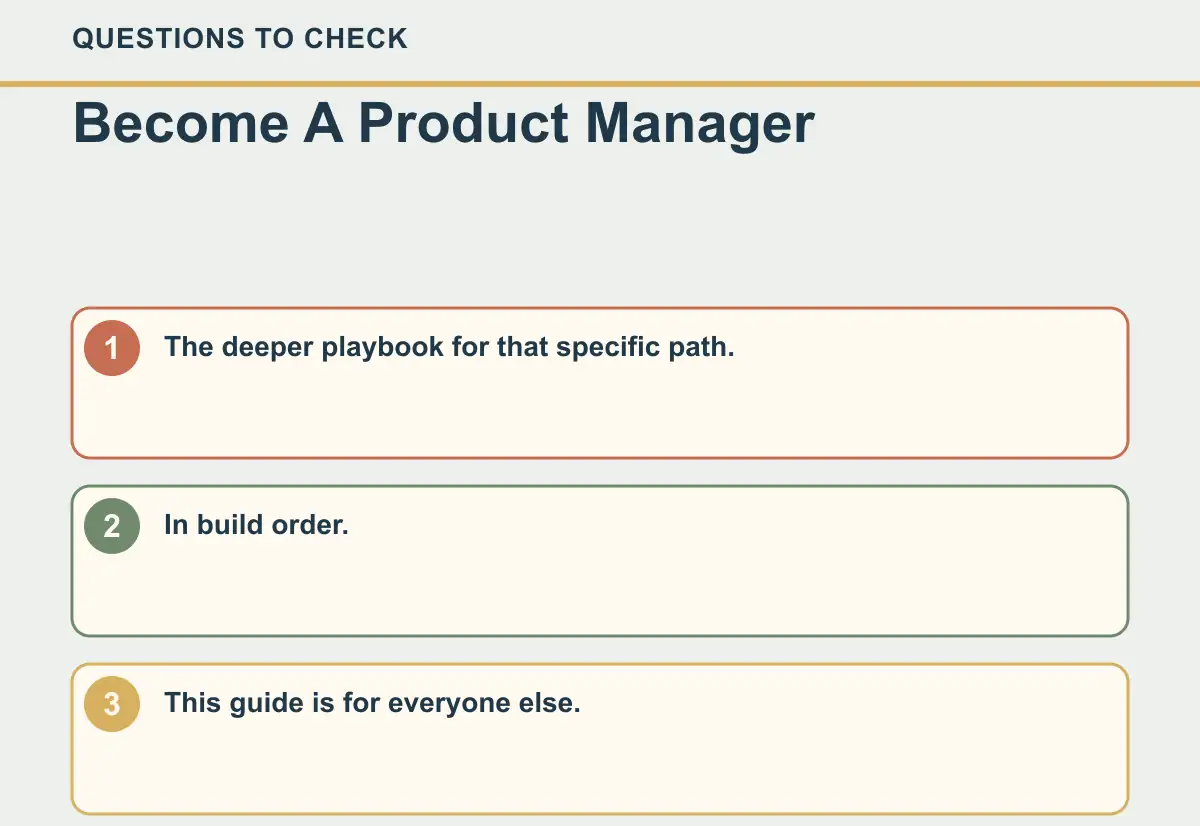 QUESTIONS TO CHECK
Become A Product Manager
1
The deeper playbook for that specific path.
2
In build order.
3
This guide is for everyone else.